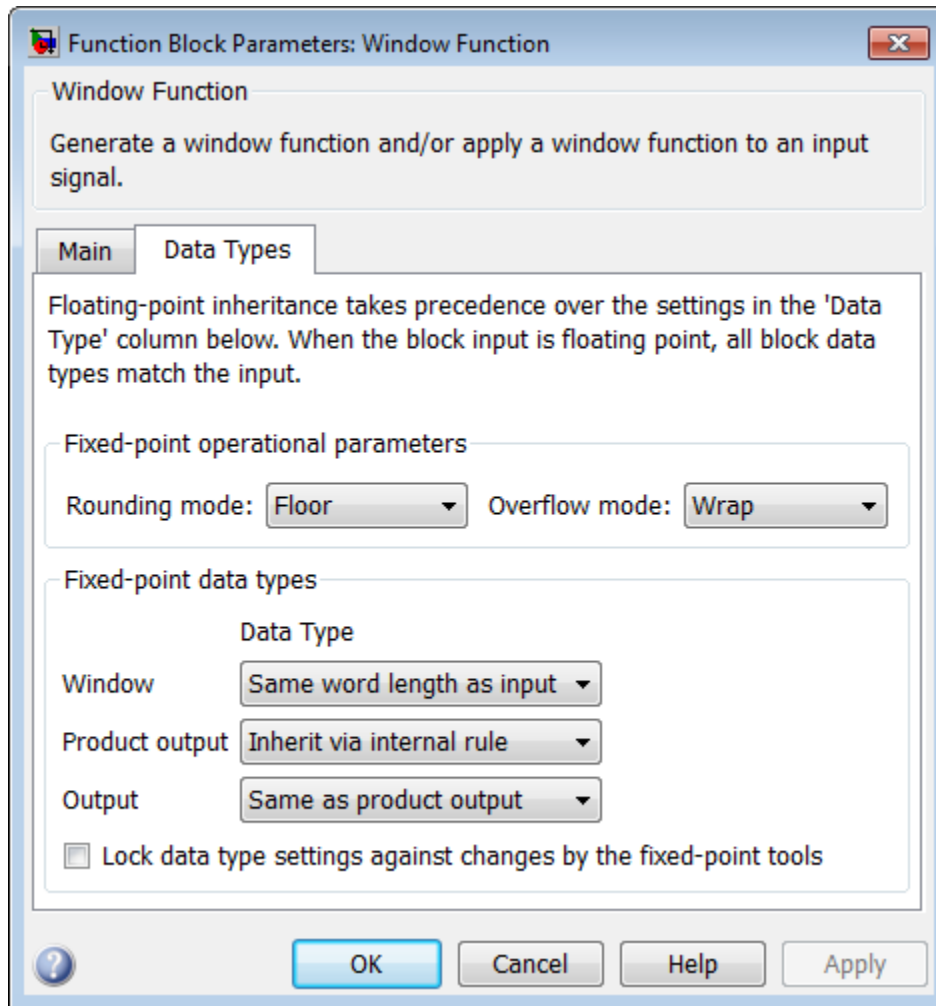 Function Block Parameters: Window Function
Window Function
Generate a window function and/or apply a window function to an input
signal.
Main Data Types
Floating-point inheritance takes precedence over the settings in the 'Data
Type' column below. When the block input is floating point, all block data
types match the input.
Fixed-point operational parameters
Rounding mode: Floor Overflow mode: Wrap
Fixed-point data types
Data Type
Window Same word length as input
Product output Inherit via internal rule
Output Same as product output
Lock data type settings against changes by the fixed-point tools
? OK Cancel Help Apply